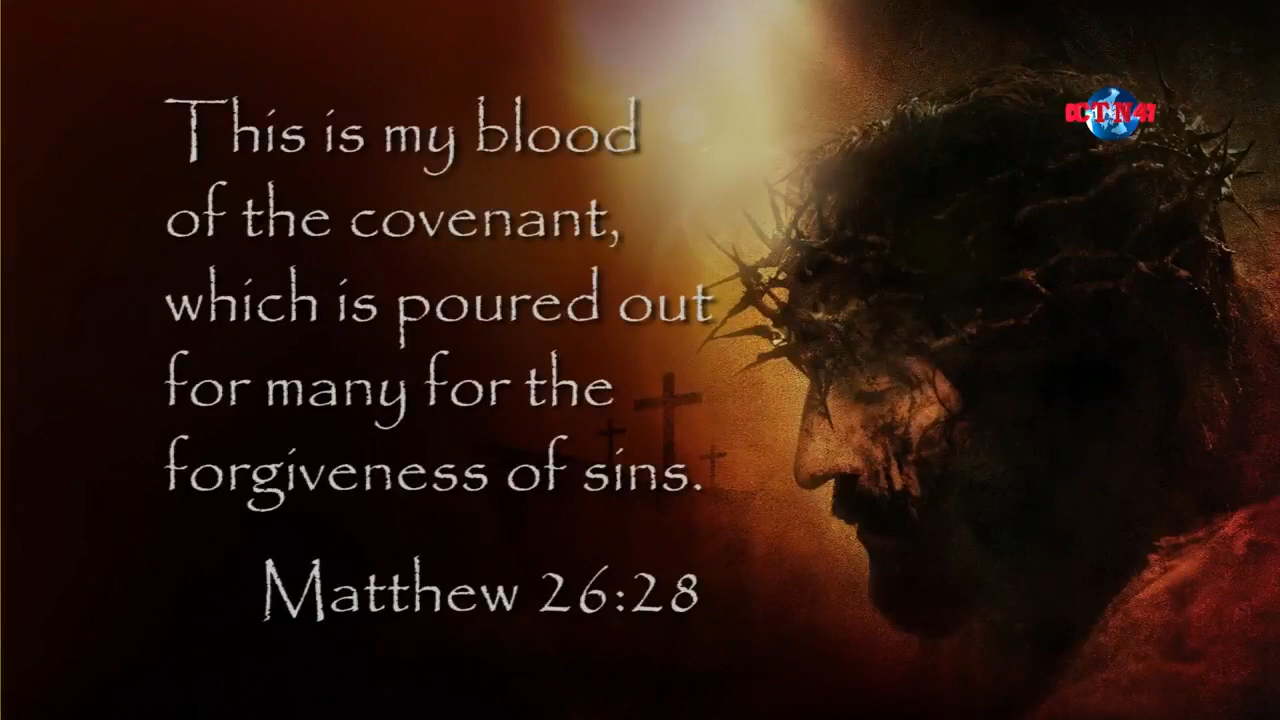 This is my blood
of the covenant,
which is poured out
for many for the
forgiveness of sins.
Matthew 26:28